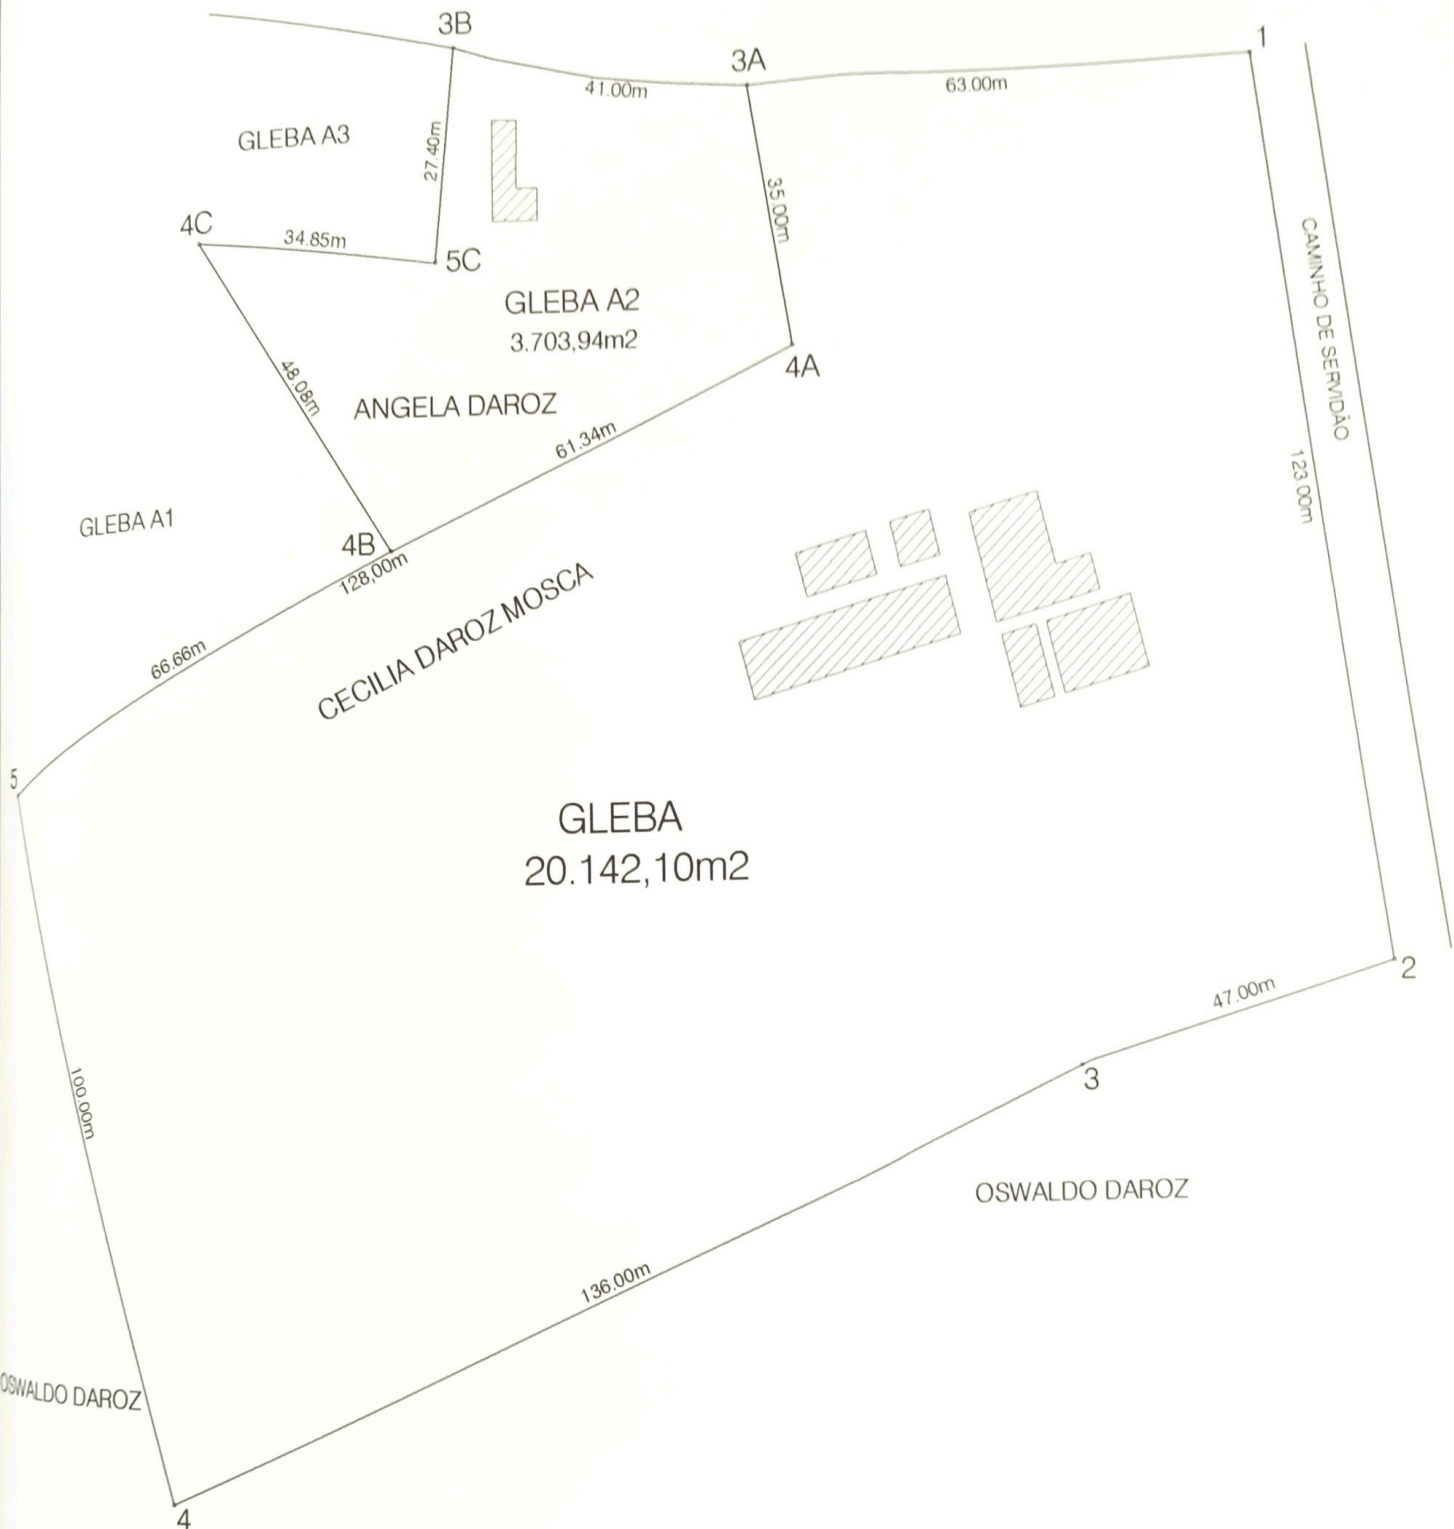 3B
3A
1
41.00m
63.00m
GLEBA A3
27.40m
35.00m
4C
34.85m
5C
CAMINHO DE SERVIDÃO
GLEBA A2
3.703,94m2
4A
48.08m
ANGELA DAROZ
61.34m
123.00m
GLEBA A1
4B
128,00m
CECILIA DAROZ MOSCA
66.66m
5
GLEBA
20.142,10m2
2
47.00m
3
100.00m
OSWALDO DAROZ
136.00m
OSWALDO DAROZ
4